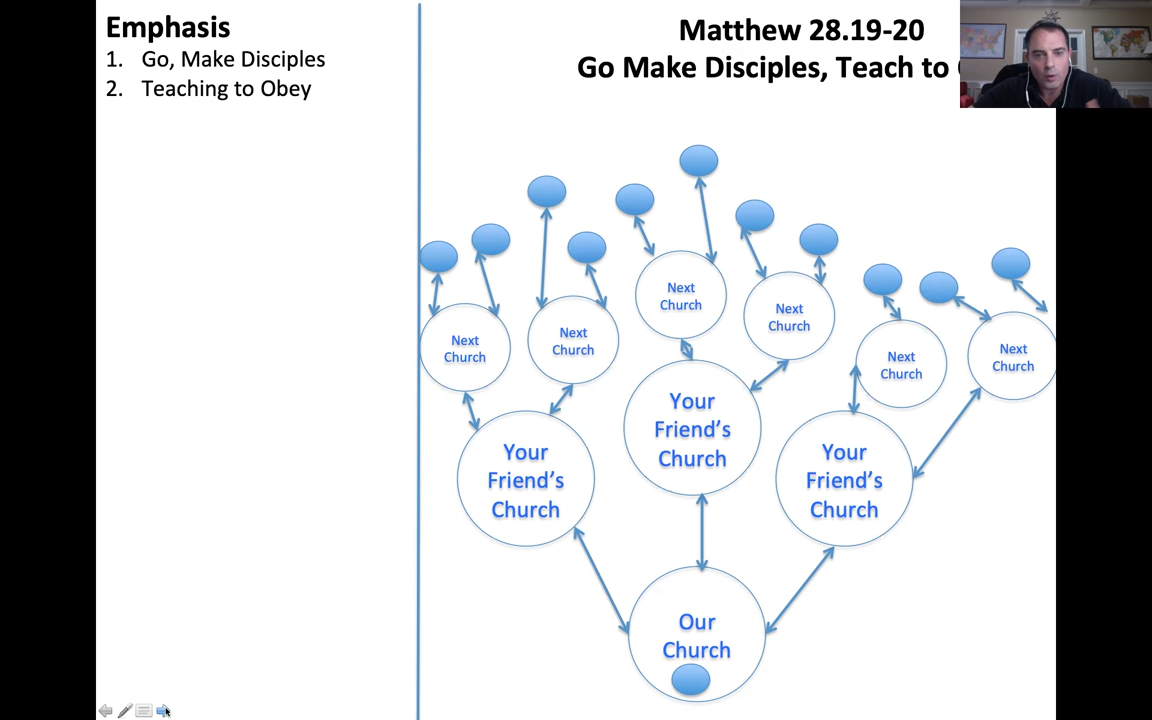 Emphasis
1. Go, Make Disciples
2. Teaching to Obey
Matthew 28.19-20
Go Make Disciples, Teach to
Next
Church
Next
Church
Next
Church
Next
Church
Next
Church
Next
Church
Your
Friend's
Church
Your
Friend's
Church
Your
Friend's
Church
Our
Church